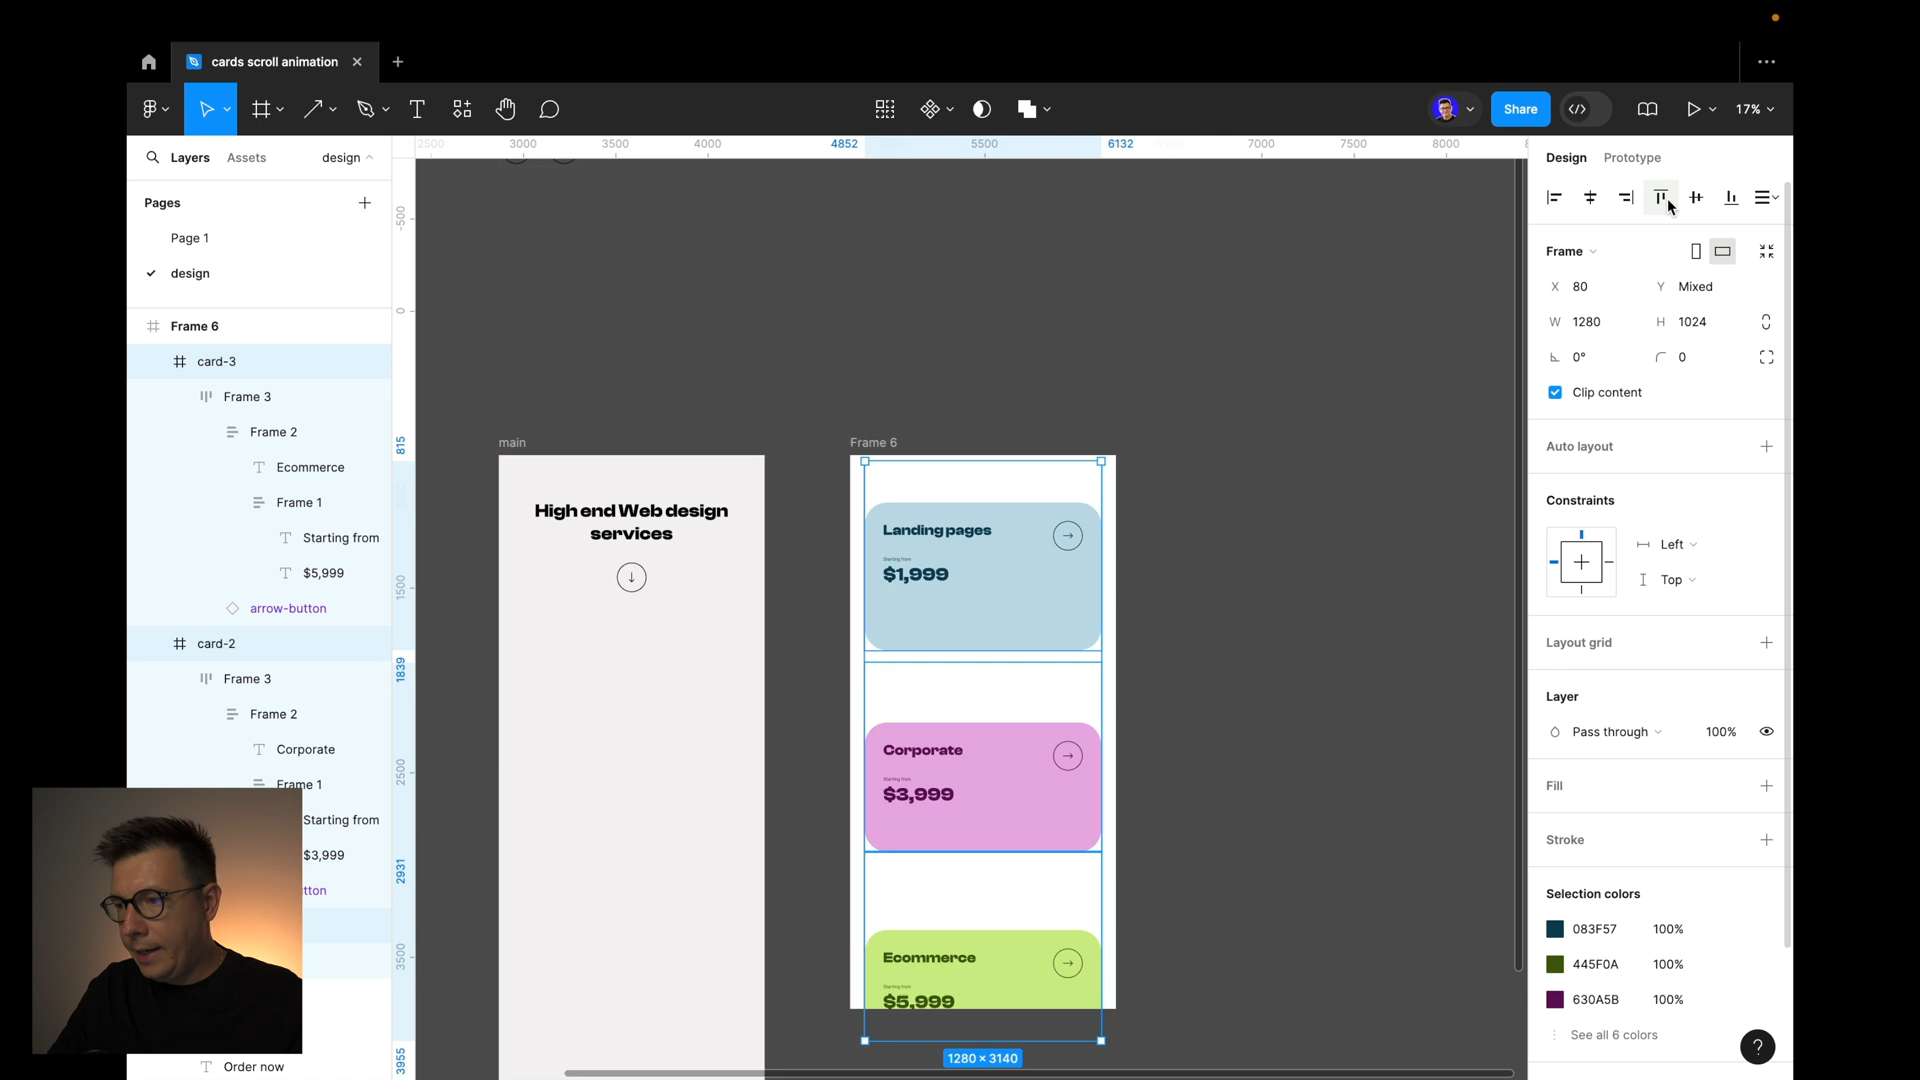 cards scroll animation
Share
17%
Layers
Assets
design
Pages
Page 1
design
Frame 6
card-3
Frame 3
Frame 2
Ecommerce
Frame 1
Starting from
$5,999
arrow-button
card-2
Frame 3
Frame 2
Corporate
Frame 1
Starting from
$3,999
tton
Order now
2500
3000
3500
4000
4852
5500
6132
7000
7500
8000
-500
0
815
1500
1839
2500
2931
3500
3955
main
High end Web design
services
Frame 6
Landing pages
Starting from
$1,999
Corporate
Starting from
$3,999
Ecommerce
Starting from
$5,999
1280 × 3140
Design
Prototype
Frame
X 80
Y Mixed
W 1280
H 1024
0°
0
Clip content
Auto layout
Constraints
Left
Top
Layout grid
Layer
Pass through
100%
Fill
Stroke
Selection colors
083F57 100%
445F0A 100%
630A5B 100%
See all 6 colors
?